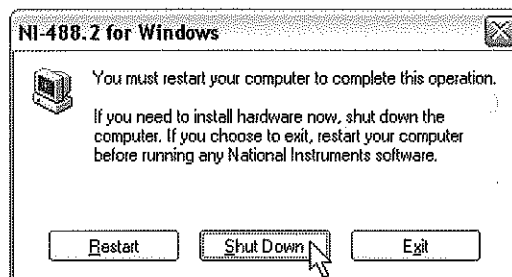 NI-488.2 for Windows
You must restart your computer to complete this operation.
If you need to install hardware now, shut down the
computer. If you choose to exit, restart your computer
before running any National Instruments software.
Restart Shut Down Exit